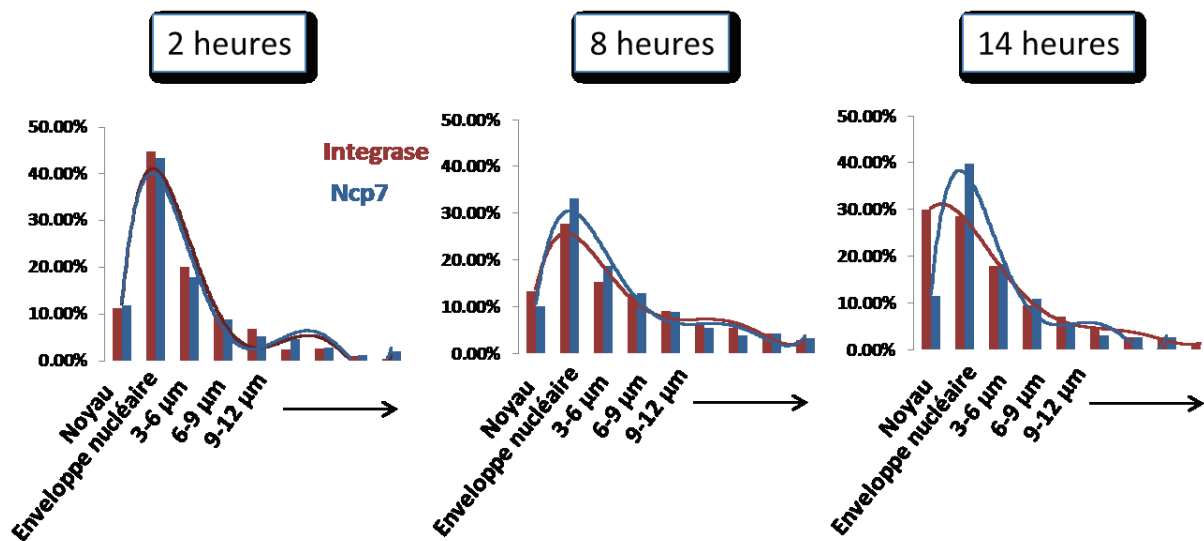 2 heures
8 heures
14 heures
50.00%
40.00%
30.00%
20.00%
10.00%
0.00%
Integrase
Ncp7
Noyau
Enveloppe nucléaire
3-6 µm
6-9 µm
9-12 µm
50.00%
40.00%
30.00%
20.00%
10.00%
0.00%
Noyau
Enveloppe nucléaire
3-6 µm
6-9 µm
9-12 µm
50.00%
40.00%
30.00%
20.00%
10.00%
0.00%
Noyau
Enveloppe nucléaire
3-6 µm
6-9 µm
9-12 µm